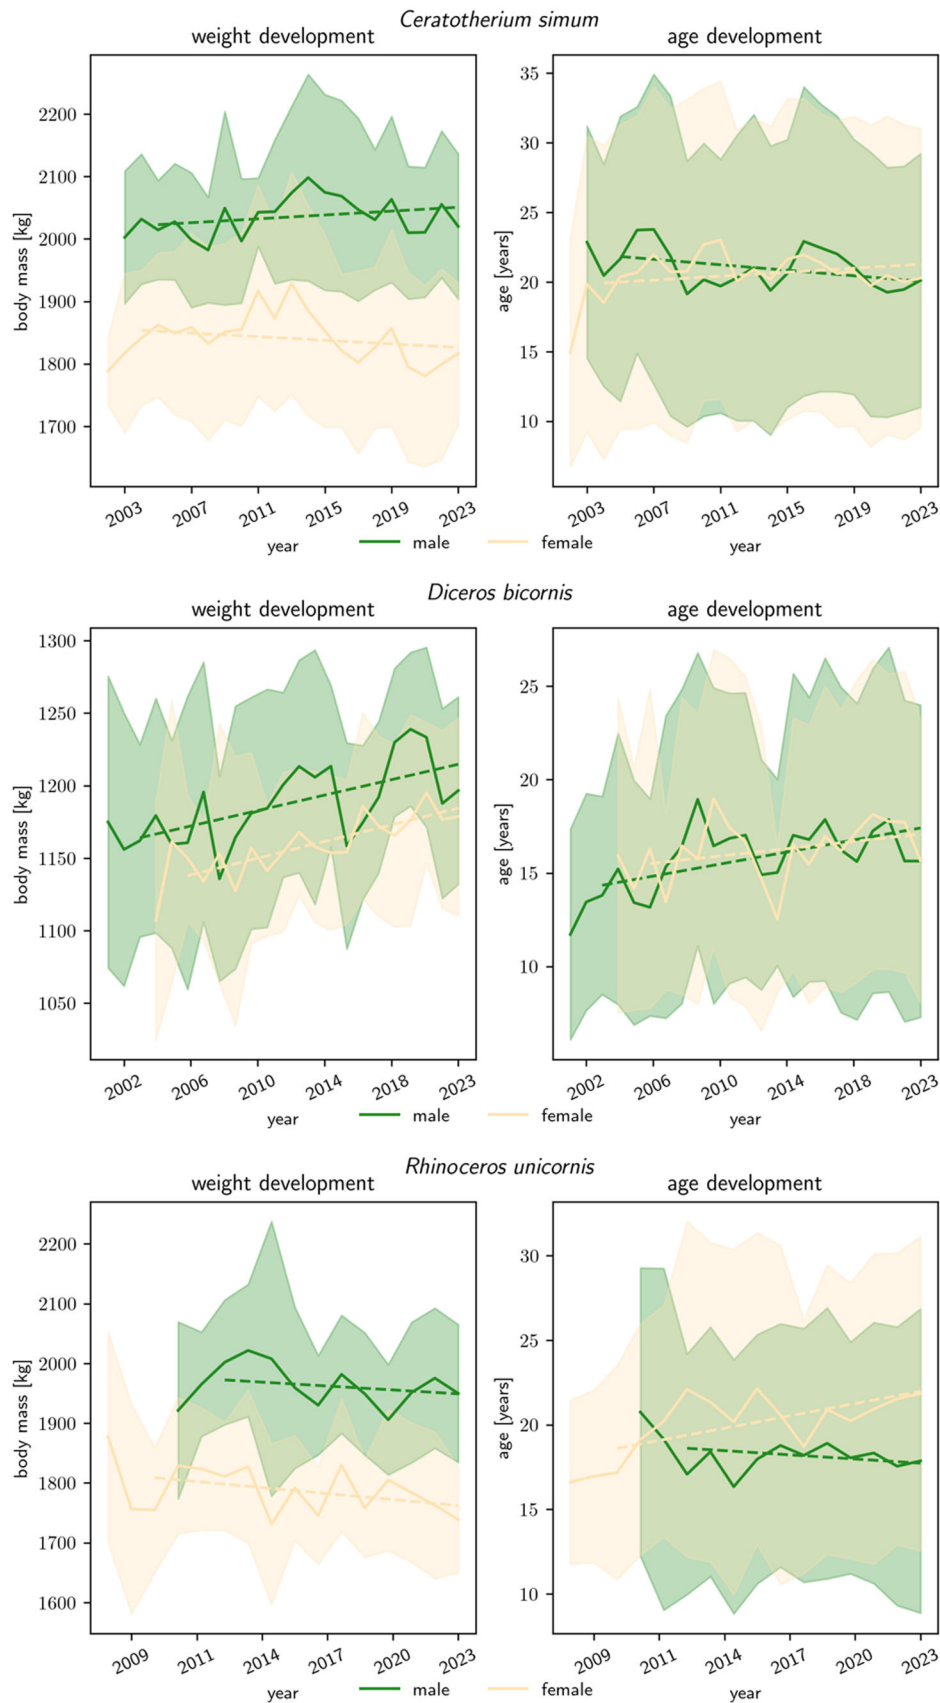 Ceratotherium simum
weight development
age development
2200
2100
2000
1900
1800
1700
body mass [kg]
35
30
25
20
15
10
age [years]
2003 2007 2011 2015 2019 2023
2003 2007 2011 2015 2019 2023
year
year
male female
Diceros bicornis
weight development
age development
1300
1250
1200
1150
1100
1050
body mass [kg]
25
20
15
10
age [years]
2002 2006 2010 2014 2018 2023
2002 2006 2010 2014 2018 2023
year
year
male female
Rhinoceros unicornis
weight development
age development
2200
2100
2000
1900
1800
1700
1600
body mass [kg]
30
25
20
15
10
age [years]
2009 2011 2014 2017 2020 2023
2009 2011 2014 2017 2020 2023
year
year
male female